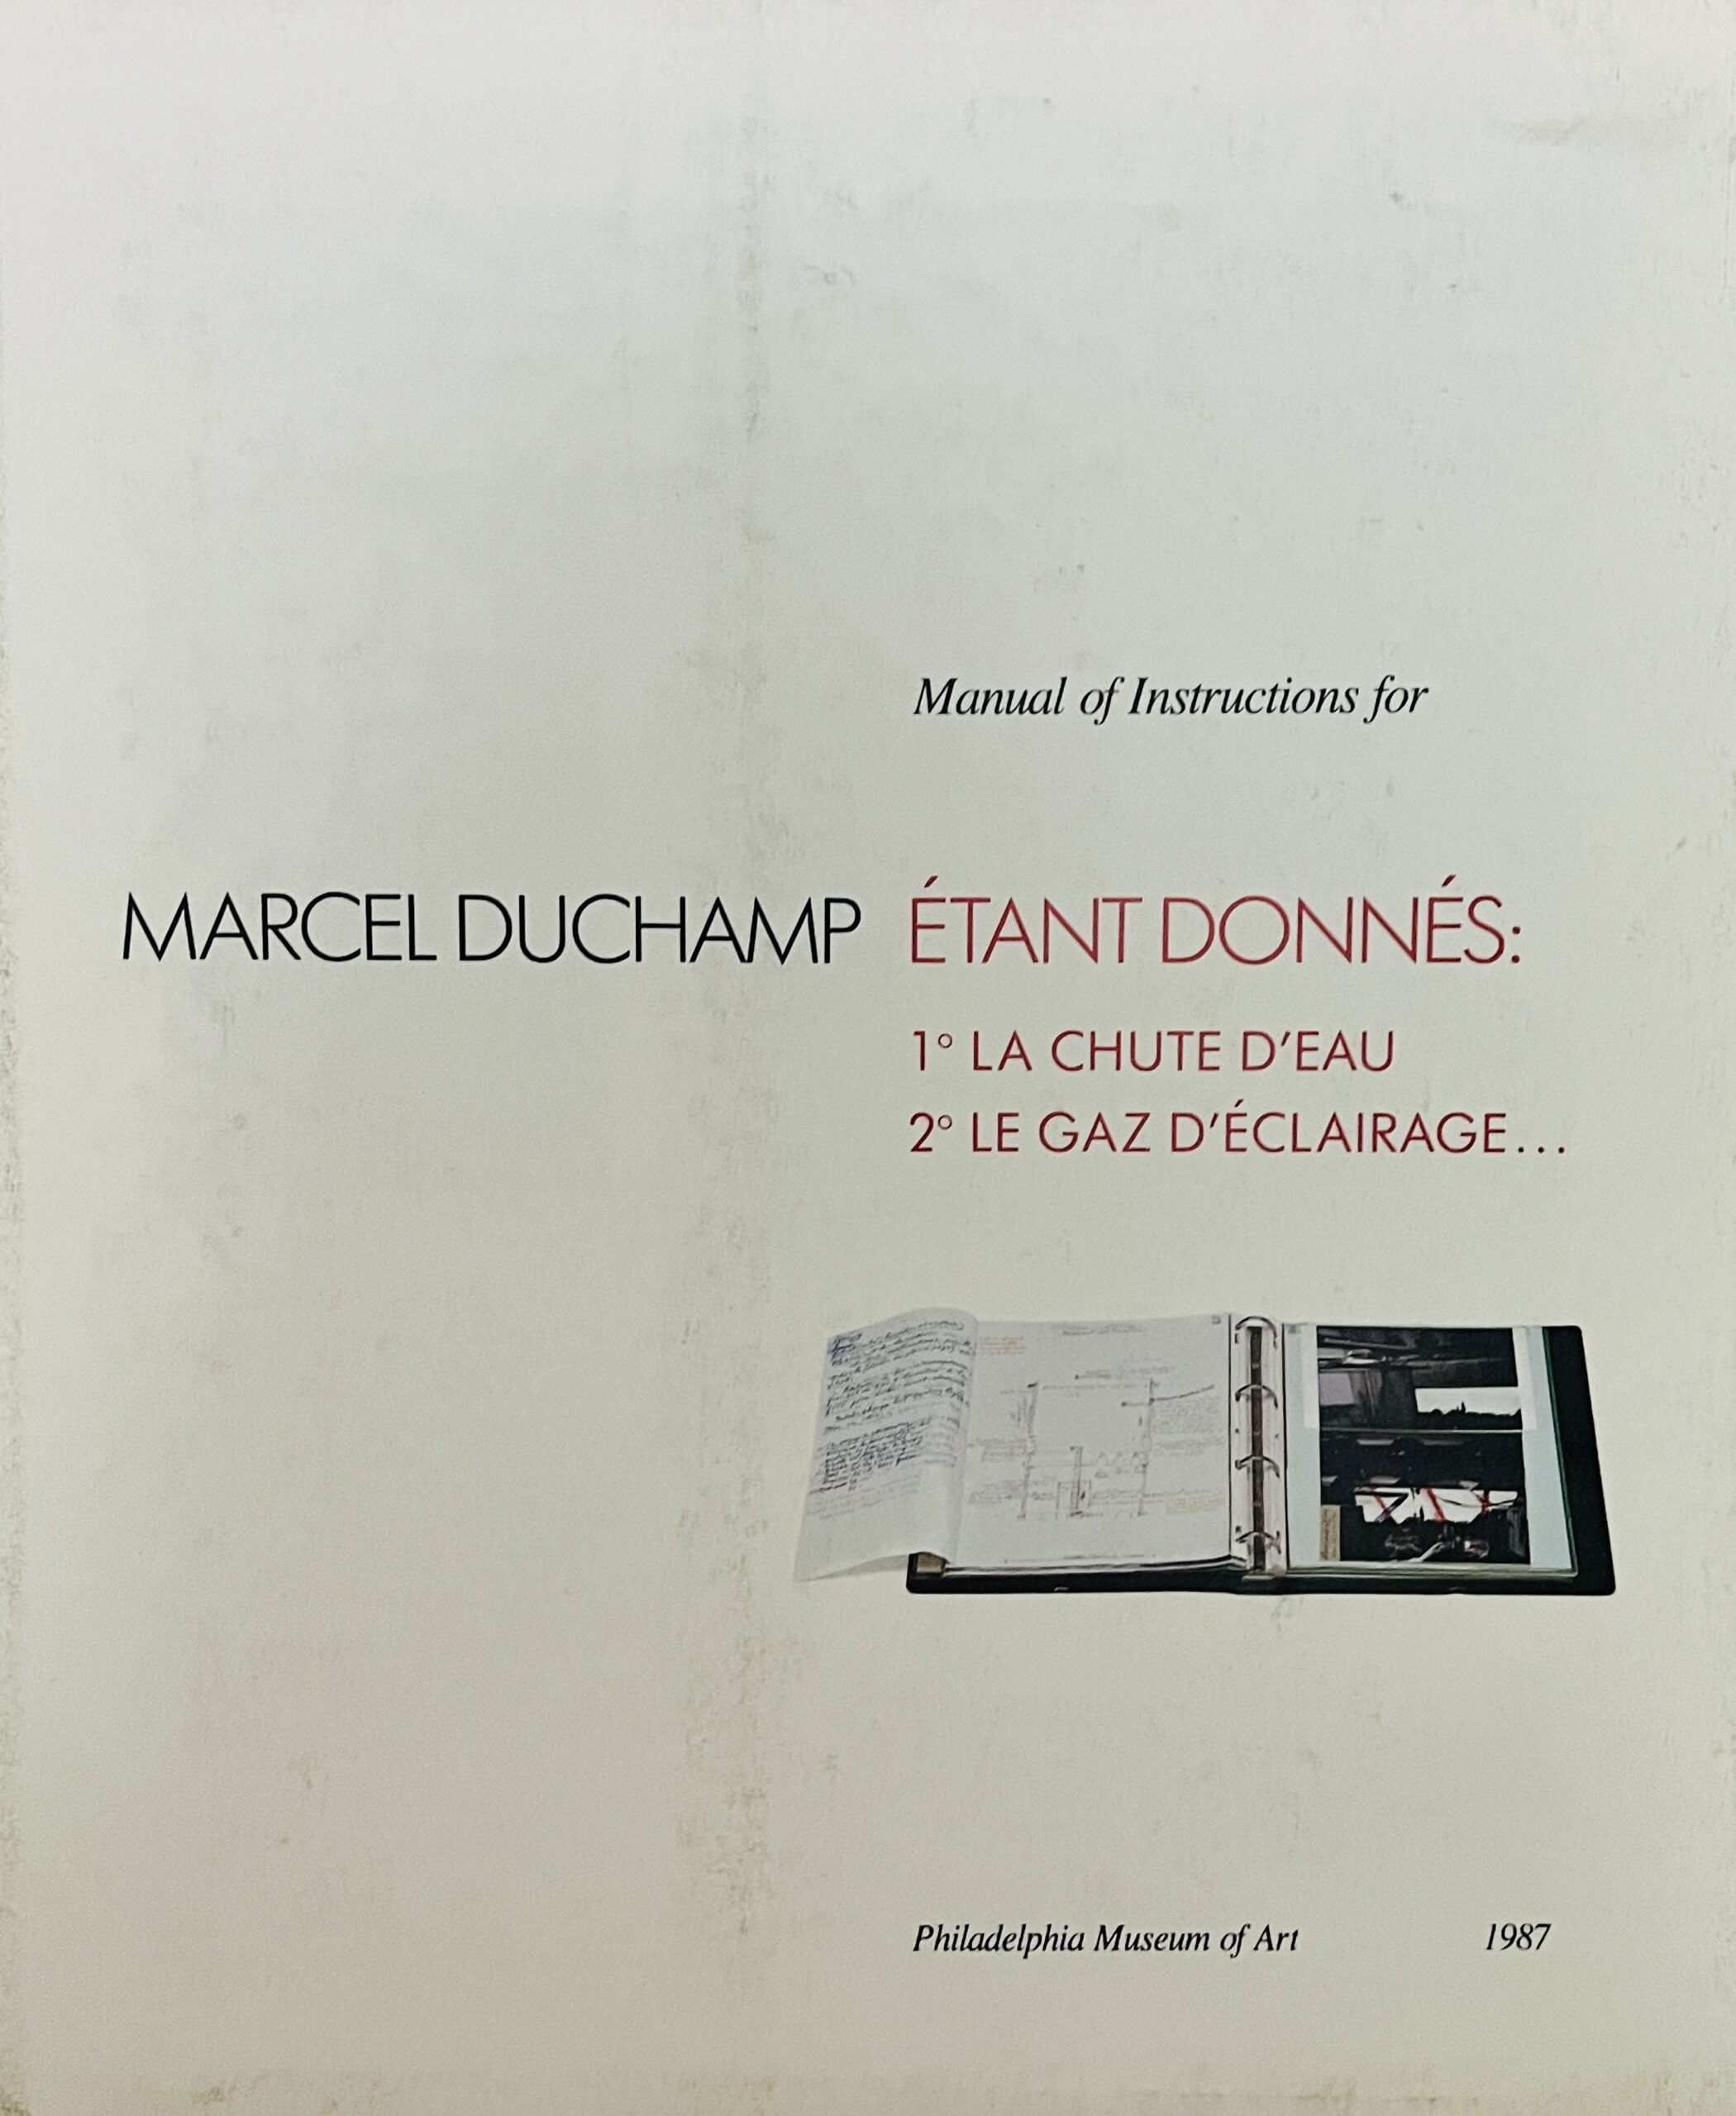 Manual of Instructions for
MARCEL DUCHAMP ÉTANT DONNÉS:
1° LA CHUTE D'EAU
2° LE GAZ D'ÉCLAIRAGE...
Philadelphia Museum of Art 1987